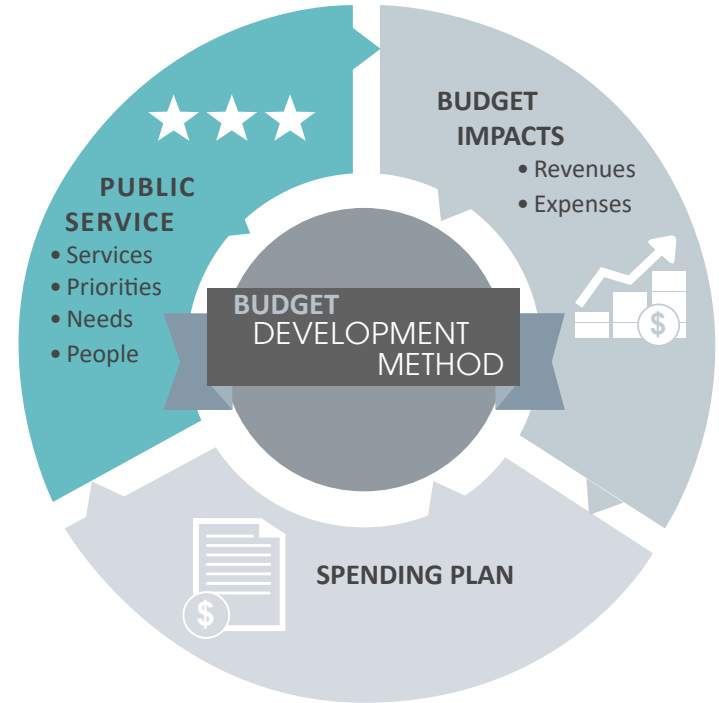 BUDGET
DEVELOPMENT
METHOD
PUBLIC
SERVICE
• Services
• Priorities
• Needs
• People
BUDGET
IMPACTS
• Revenues
• Expenses
$
SPENDING PLAN
$